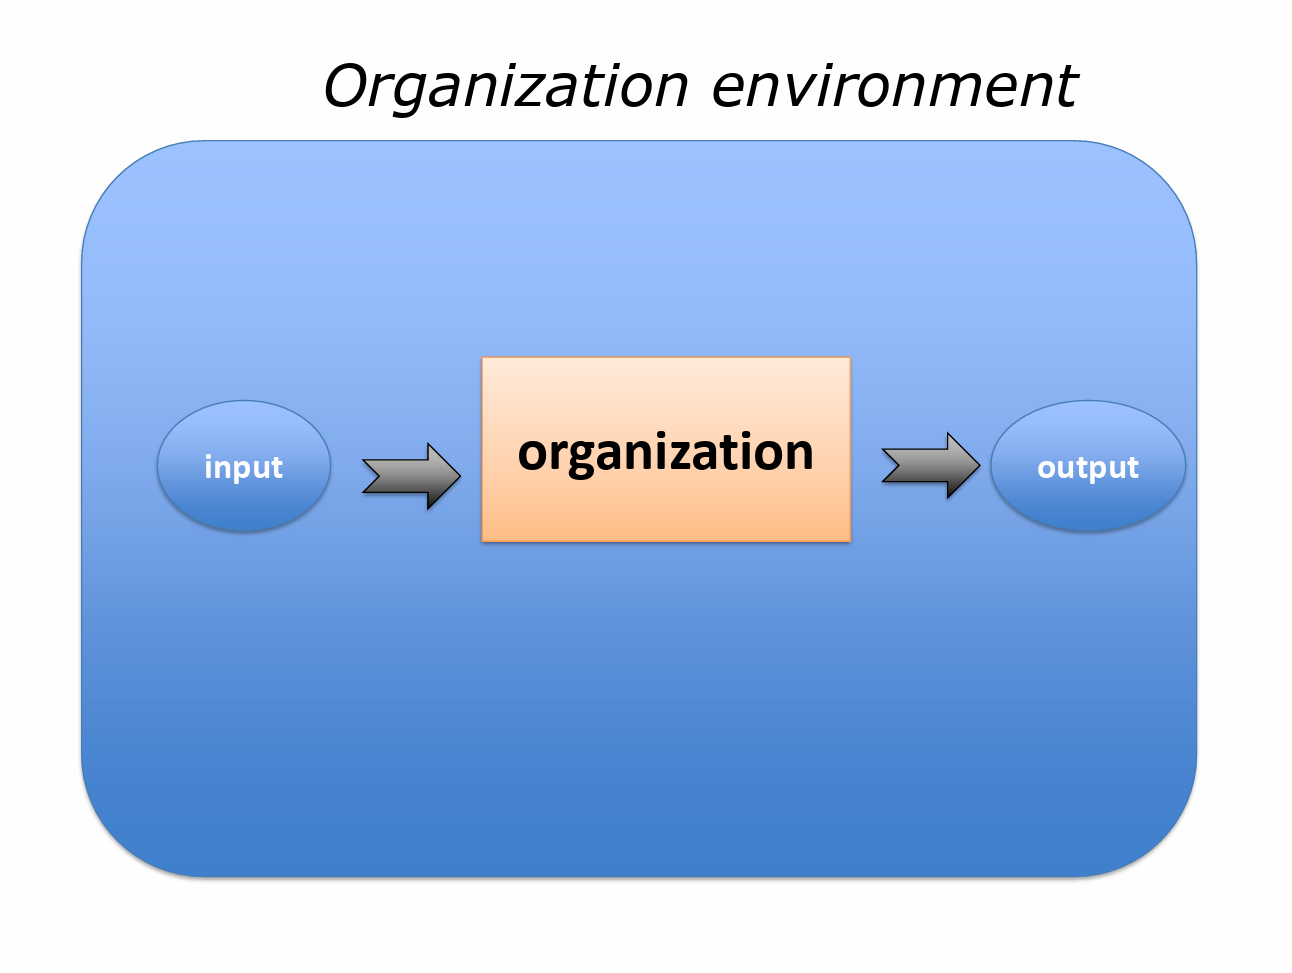 Organization environment
input
organization
output